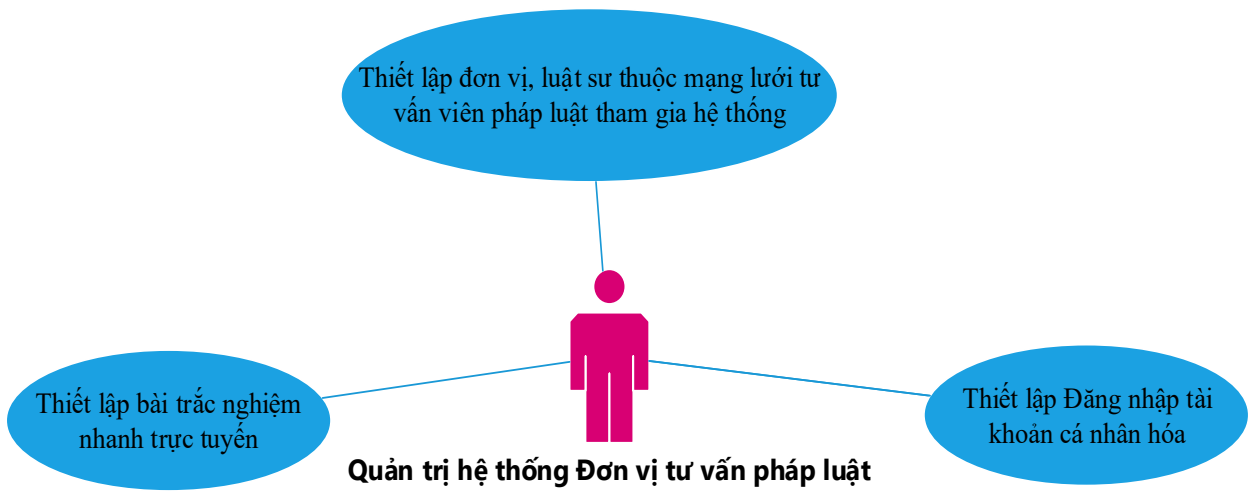 Thiết lập đơn vị, luật sư thuộc mạng lưới tư
vấn viên pháp luật tham gia hệ thống
Thiết lập bài trắc nghiệm
nhanh trực tuyến
Thiết lập Đăng nhập tài
khoản cá nhân hóa
Quản trị hệ thống Đơn vị tư vấn pháp luật